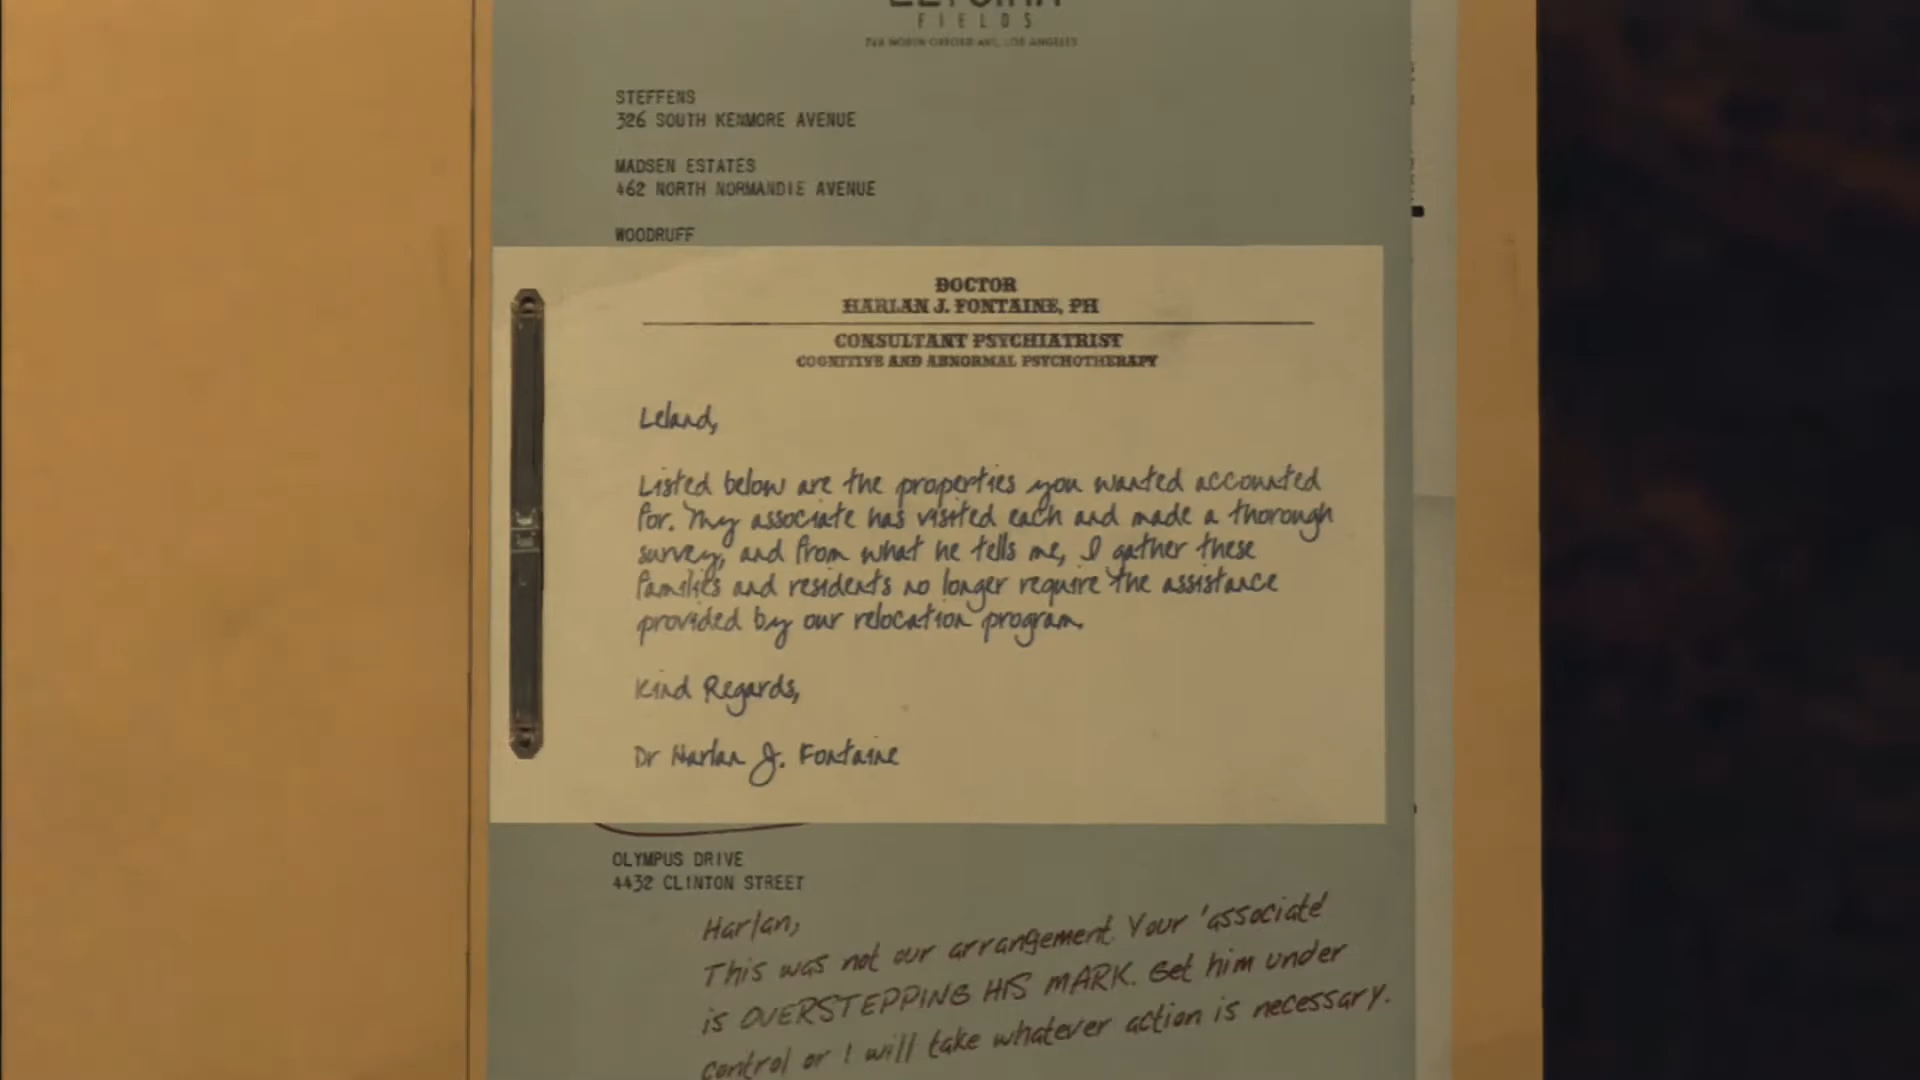 FIELDS
STEFFENS
326 SOUTH KENMORE AVENUE
MADSEN ESTATES
462 NORTH NORMANDIE AVENUE
WOODRUFF
DOCTOR
HARLAN J. FONTAINE, PH
CONSULTANT PSYCHIATRIST
COGNITIVE AND ABNORMAL PSYCHOTHERAPY
Leland,
Listed below are the properties you wanted accounted
for. My associate has visited each and made a thorough
survey, and from what he tells me, I gather these
families and residents no longer require the assistance
provided by our relocation program.
Kind Regards,
Dr Harlan J. Fontaine
OLYMPUS DRIVE
4432 CLINTON STREET
Harlan,
This was not our arrangement. Your 'associate'
is OVERSTEPPING HIS MARK. Get him under
control or I will take whatever action is necessary.